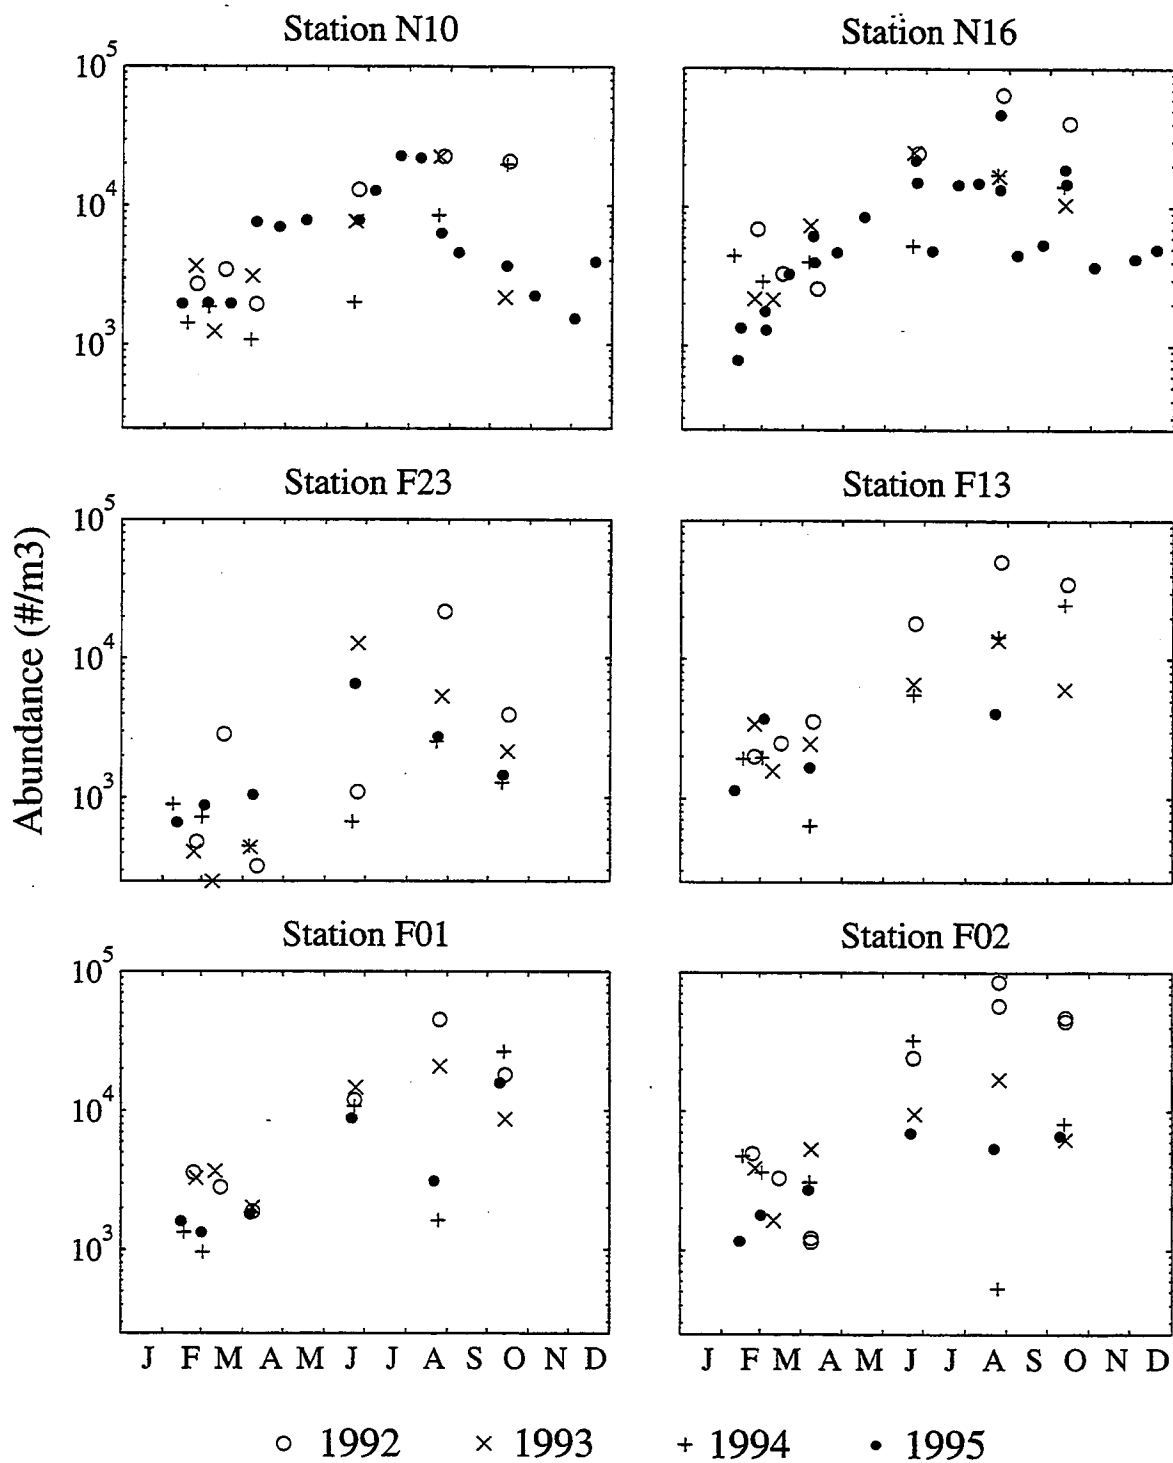 Station N10
Station N16
10^5
10^4
10^3
Station F23
Station F13
Abundance (#/m3)
10^5
10^4
10^3
Station F01
Station F02
10^5
10^4
10^3
J F M A M J J A S O N D
J F M A M J J A S O N D
○ 1992 × 1993 + 1994 ● 1995